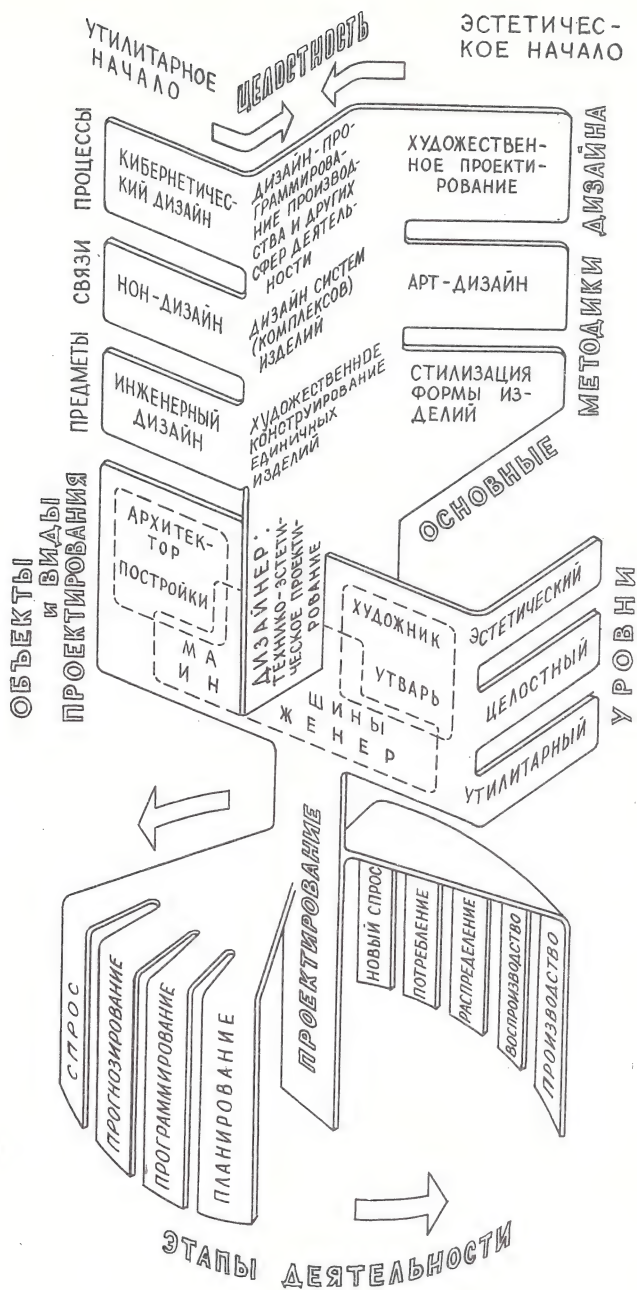 УТИЛИТАРНОЕ
НАЧАЛО
ЦЕЛОСТНОСТЬ
ЭСТЕТИЧЕС-
КОЕ НАЧАЛО
ПРОЦЕССЫ
СВЯЗИ
ПРЕДМЕТЫ
КИБЕРНЕТИЧЕС-
КИЙ ДИЗАЙН
НОН-ДИЗАЙН
ИНЖЕНЕРНЫЙ
ДИЗАЙН
ДИЗАЙН-ПРО-
ГРАММИРОВА-
НИЕ ПРОИЗВОД-
СТВА И ДРУГИХ
СФЕР ДЕЯТЕЛЬ-
НОСТИ
ДИЗАЙН СИСТЕМ
(КОМПЛЕКСОВ)
ИЗДЕЛИЙ
ХУДОЖЕСТВЕННОЕ
КОНСТРУИРОВАНИЕ
ЕДИНИЧНЫХ
ИЗДЕЛИЙ
ХУДОЖЕСТВЕН-
НОЕ ПРОЕКТИ-
РОВАНИЕ
АРТ-ДИЗАЙН
СТИЛИЗАЦИЯ
ФОРМЫ ИЗ-
ДЕЛИЙ
ОСНОВНЫЕ МЕТОДИКИ ДИЗАЙНА
ОБЪЕКТЫ
И ВИДЫ
ПРОЕКТИРОВАНИЯ
АРХИТЕК-
ТОР
ПОСТРОЙКИ
ДИЗАЙНЕР:
ТЕХНИКО-ЭСТЕТИ-
ЧЕСКОЕ ПРОЕКТИ-
РОВАНИЕ
ХУДОЖНИК
УТВАРЬ
МАШИНЫ
ИНЖЕНЕР
ЭСТЕТИЧЕСКИЙ
ЦЕЛОСТНЫЙ
УТИЛИТАРНЫЙ
УРОВНИ
СПРОС
ПРОГНОЗИРОВАНИЕ
ПРОГРАММИРОВАНИЕ
ПЛАНИРОВАНИЕ
ПРОЕКТИРОВАНИЕ
НОВЫЙ СПРОС
ПОТРЕБЛЕНИЕ
РАСПРЕДЕЛЕНИЕ
ВОСПРОИЗВОДСТВО
ПРОИЗВОДСТВО
ЭТАПЫ ДЕЯТЕЛЬНОСТИ